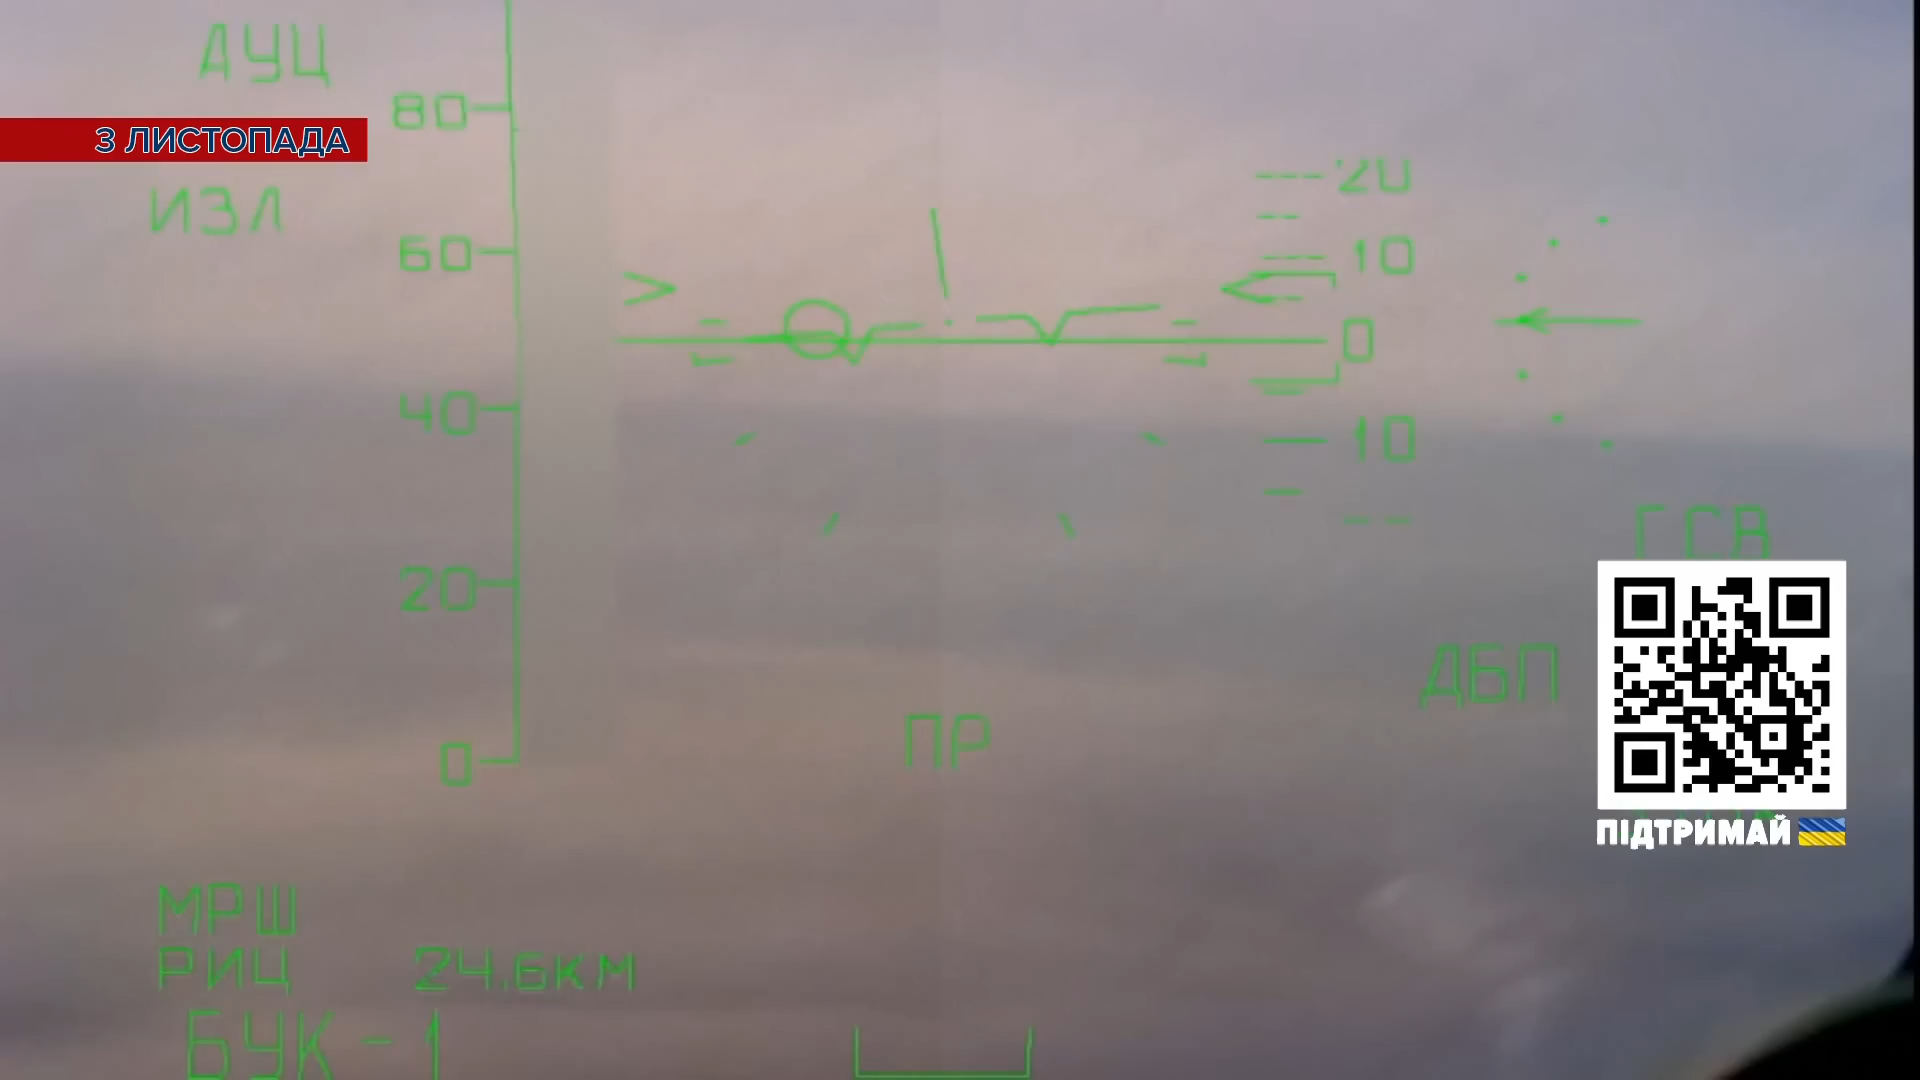 АУЦ
80
3 ЛИСТОПАДА
20
ИЗЛ
60
10
0
40
10
ГСВ
20
ДБП
ПР
0
ПІДТРИМАЙ
МРШ
РИЦ 24.6КМ
БУК-1